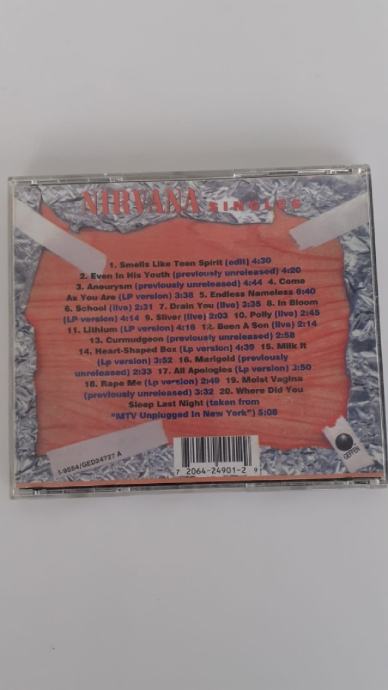 NIRVANA SINGLES
1. Smells Like Teen Spirit (edit) 4:30
2. Even In His Youth (previously unreleased) 4:20
3. Aneurysm (previously unreleased) 4:44 4. Come
As You Are (LP version) 3:38 5. Endless Nameless 6:40
6. School (live) 2:31 7. Drain You (live) 3:35 8. In Bloom
(LP version) 4:14 9. Sliver (live) 2:03 10. Polly (live) 2:45
11. Lithium (LP version) 4:16 12. Been A Son (live) 2:14
13. Curmudgeon (previously unreleased) 2:58
14. Heart-Shaped Box (Lp version) 4:39 15. Milk It
(Lp version) 3:52 16. Marigold (previously
unreleased) 2:33 17. All Apologies (Lp version) 3:50
18. Rape Me (Lp version) 2:49 19. Moist Vagina
(previously unreleased) 3:32 20. Where Did You
Sleep Last Night (taken from
"MTV Unplugged In New York") 5:08
1-9554/GED24727 A
7 20642-4901-2 9
GEFFEN